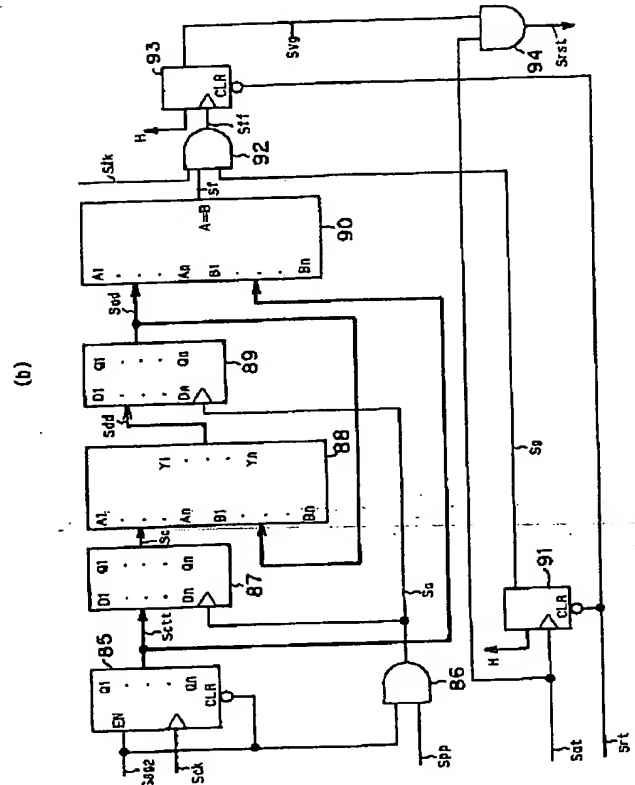 (b)
93
CLR
H
Svg
94
Srst
Stk
Sff
92
Sf
90
A1
An
B1
Bn
A=B
Sad
89
D1
Dn
Q1
Qn
Sdd
88
A1
An
B1
Bn
Y1
Yn
Sc
87
D1
Dn
Q1
Qn
Sctt
85
EN
Q1
Qn
CLR
Sck
86
Spp
Sa
Sg
91
CLR
H
Sat
Srt